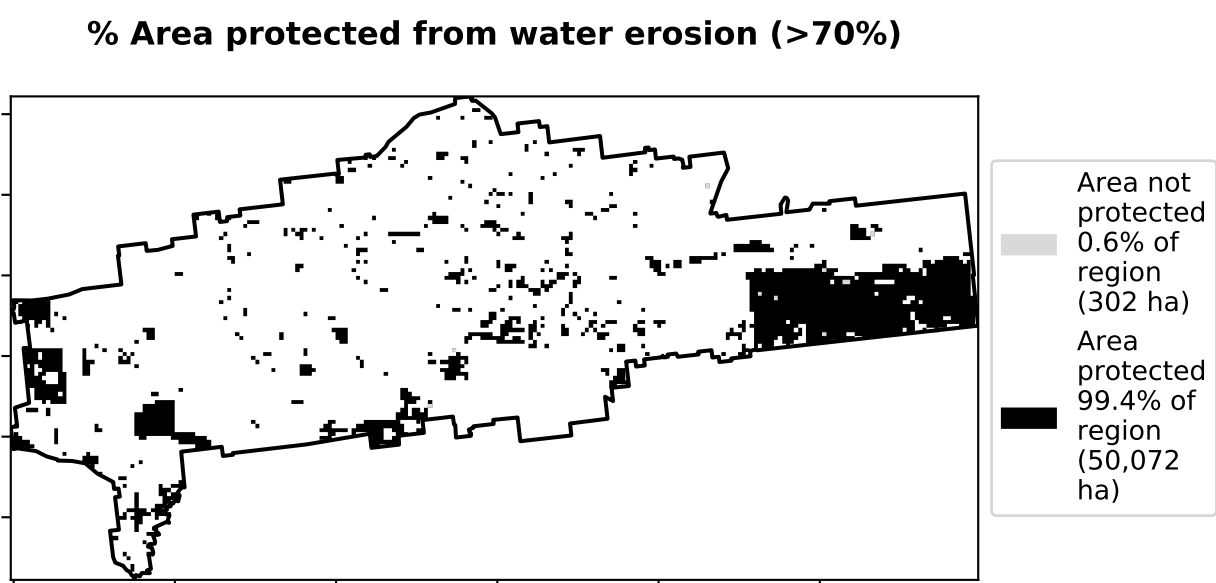 % Area protected from water erosion (>70%)
Area not
protected
0.6% of
region
(302 ha)
Area
protected
99.4% of
region
(50,072
ha)